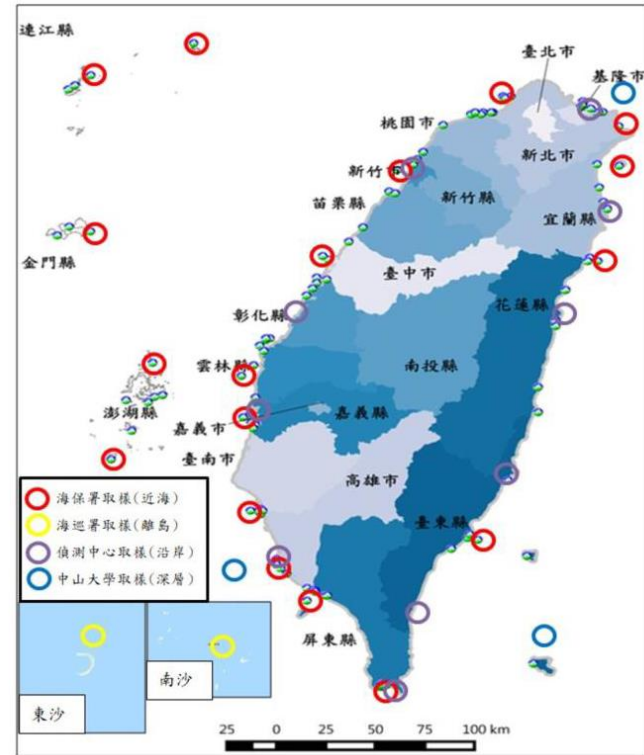 連江縣
臺北市
基隆市
桃園市
新北市
新竹市
新竹縣
苗栗縣
宜蘭縣
金門縣
臺中市
花蓮縣
彰化縣
雲林縣
南投縣
澎湖縣
嘉義縣
嘉義市
臺南市
高雄市
海保署取樣(近海)
海巡署取樣(離島)
偵測中心取樣(沿岸)
中山大學取樣(深層)
臺東縣
屏東縣
東沙
南沙
25 0 25 50 75 100 km